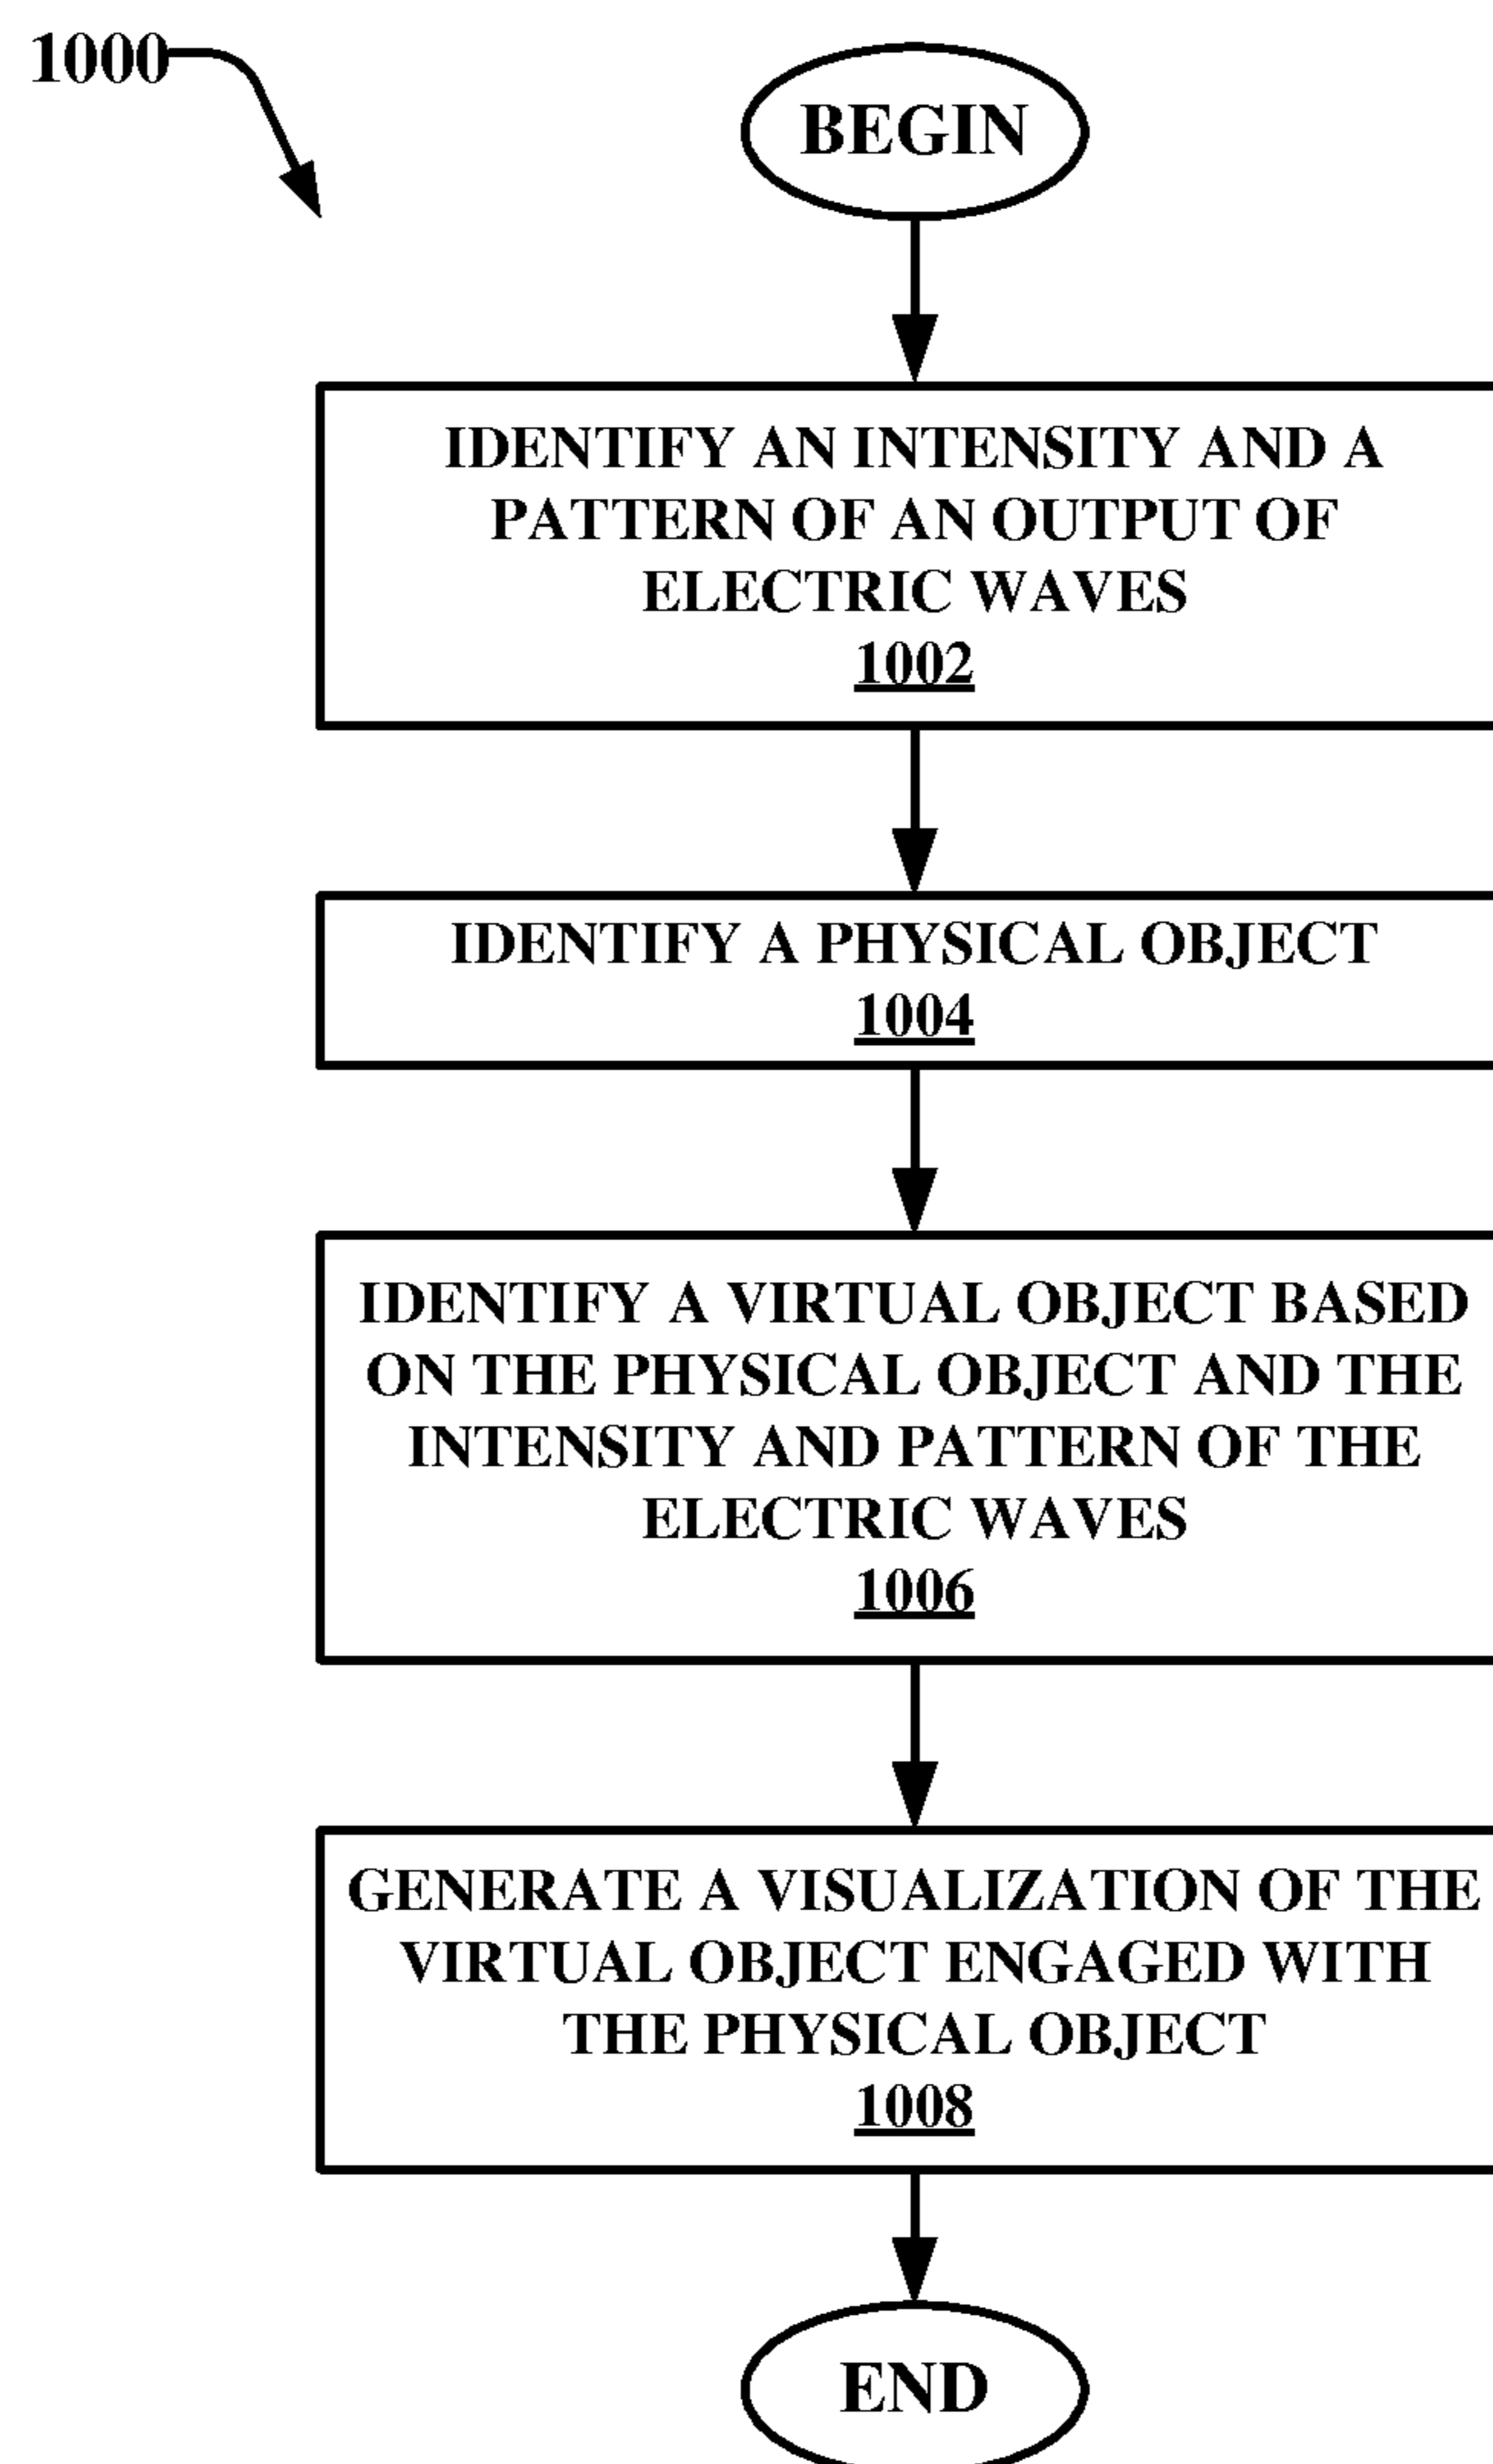 1000
BEGIN
IDENTIFY AN INTENSITY AND A
PATTERN OF AN OUTPUT OF
ELECTRIC WAVES
1002
IDENTIFY A PHYSICAL OBJECT
1004
IDENTIFY A VIRTUAL OBJECT BASED
ON THE PHYSICAL OBJECT AND THE
INTENSITY AND PATTERN OF THE
ELECTRIC WAVES
1006
GENERATE A VISUALIZATION OF THE
VIRTUAL OBJECT ENGAGED WITH
THE PHYSICAL OBJECT
1008
END